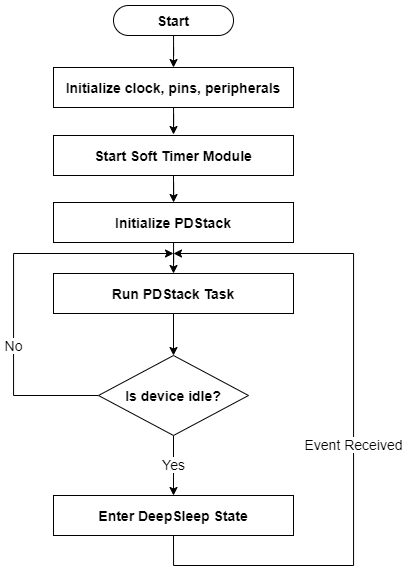 Start
Initialize clock, pins, peripherals
Start Soft Timer Module
Initialize PDStack
Run PDStack Task
No
Is device idle?
Event Received
Yes
Enter DeepSleep State